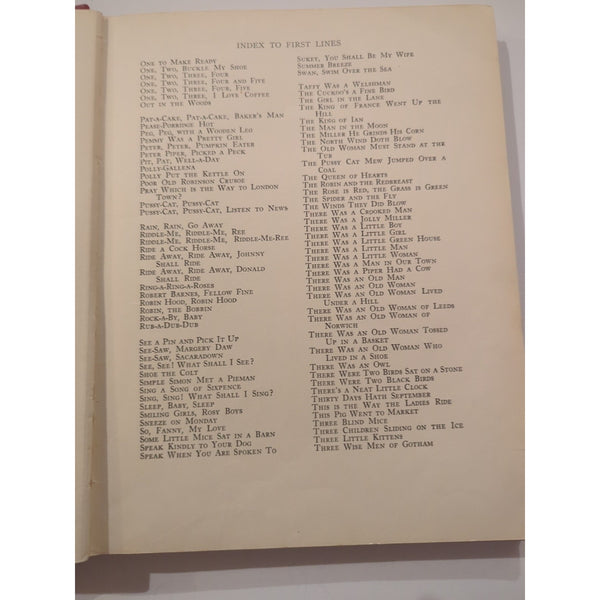 INDEX TO FIRST LINES
ONE TO MAKE READY
ONE, TWO, BUCKLE MY SHOE
ONE, TWO, THREE, FOUR
ONE, TWO, THREE, FOUR AND FIVE
ONE, TWO, THREE, FOUR, FIVE
ONE, TWO, THREE, I LOVE COFFEE
OUT IN THE WOODS
PAT-A-CAKE, PAT-A-CAKE, BAKER'S MAN
PEASE-PORRIDGE HOT
PEG, PEG, WITH A WOODEN LEG
PENNY WAS A PRETTY GIRL
PETER, PETER, PUMPKIN EATER
PETER PIPER, PICKED A PECK
PIT, PAT, WELL-A-DAY
POLLY-GALLENA
POLLY PUT THE KETTLE ON
POOR OLD ROBINSON CRUSOE
PRAY WHICH IS THE WAY TO LONDON
TOWN?
PUSSY-CAT, PUSSY-CAT
PUSSY-CAT, PUSSY-CAT, LISTEN TO NEWS
RAIN, RAIN, GO AWAY
RIDDLE-ME, RIDDLE-ME, REE
RIDDLE-ME, RIDDLE-ME, RIDDLE-ME-REE
RIDE A COCK HORSE
RIDE AWAY, RIDE AWAY, JOHNNY
SHALL RIDE
RIDE AWAY, RIDE AWAY, DONALD
SHALL RIDE
RING-A-RING-A-ROSES
ROBERT BARNES, FELLOW FINE
ROBIN HOOD, ROBIN HOOD
ROBIN, THE BOBBIN
ROCK-A-BY, BABY
RUB-A-DUB-DUB
SEE A PIN AND PICK IT UP
SEE-SAW, MARGERY DAW
SEE-SAW, SACARADOWN
SEE, SEE! WHAT SHALL I SEE?
SHOE THE COLT
SIMPLE SIMON MET A PIEMAN
SING A SONG OF SIXPENCE
SING, SING! WHAT SHALL I SING?
SLEEP, BABY, SLEEP
SMILING GIRLS, ROSY BOYS
SNEEZE ON MONDAY
SO, FANNY, MY LOVE
SOME LITTLE MICE SAT IN A BARN
SPEAK KINDLY TO YOUR DOG
SPEAK WHEN YOU ARE SPOKEN TO
SUKEY, YOU SHALL BE MY WIFE
SUMMER BREEZE
SWAN, SWIM OVER THE SEA
TAFFY WAS A WELSHMAN
THE CUCKOO'S A FINE BIRD
THE GIRL IN THE LANE
THE KING OF FRANCE WENT UP THE
HILL
THE KING OF IAN
THE MAN IN THE MOON
THE MILLER HE GRINDS HIS CORN
THE NORTH WIND DOTH BLOW
THE OLD WOMAN MUST STAND AT THE
TUB
THE PUSSY CAT MEW JUMPED OVER A
COAL
THE QUEEN OF HEARTS
THE ROBIN AND THE REDBREAST
THE ROSE IS RED, THE GRASS IS GREEN
THE SPIDER AND THE FLY
THE WINDS THEY DID BLOW
THERE WAS A CROOKED MAN
THERE WAS A JOLLY MILLER
THERE WAS A LITTLE BOY
THERE WAS A LITTLE GIRL
THERE WAS A LITTLE GREEN HOUSE
THERE WAS A LITTLE MAN
THERE WAS A LITTLE WOMAN
THERE WAS A MAN IN OUR TOWN
THERE WAS A PIPER HAD A COW
THERE WAS AN OLD MAN
THERE WAS AN OLD MAN
THERE WAS AN OLD WOMAN LIVED
UNDER A HILL
THERE WAS AN OLD WOMAN OF LEEDS
THERE WAS AN OLD WOMAN OF
NORWICH
THERE WAS AN OLD WOMAN TOSSED
UP IN A BASKET
THERE WAS AN OLD WOMAN WHO
LIVED IN A SHOE
THERE WAS AN OWL
THERE WERE TWO BIRDS SAT ON A STONE
THERE WERE TWO BLACK BIRDS
THERE'S A NEAT LITTLE CLOCK
THIRTY DAYS HATH SEPTEMBER
THIS IS THE WAY THE LADIES RIDE
THIS PIG WENT TO MARKET
THREE BLIND MICE
THREE CHILDREN SLIDING ON THE ICE
THREE LITTLE KITTENS
THREE WISE MEN OF GOTHAM